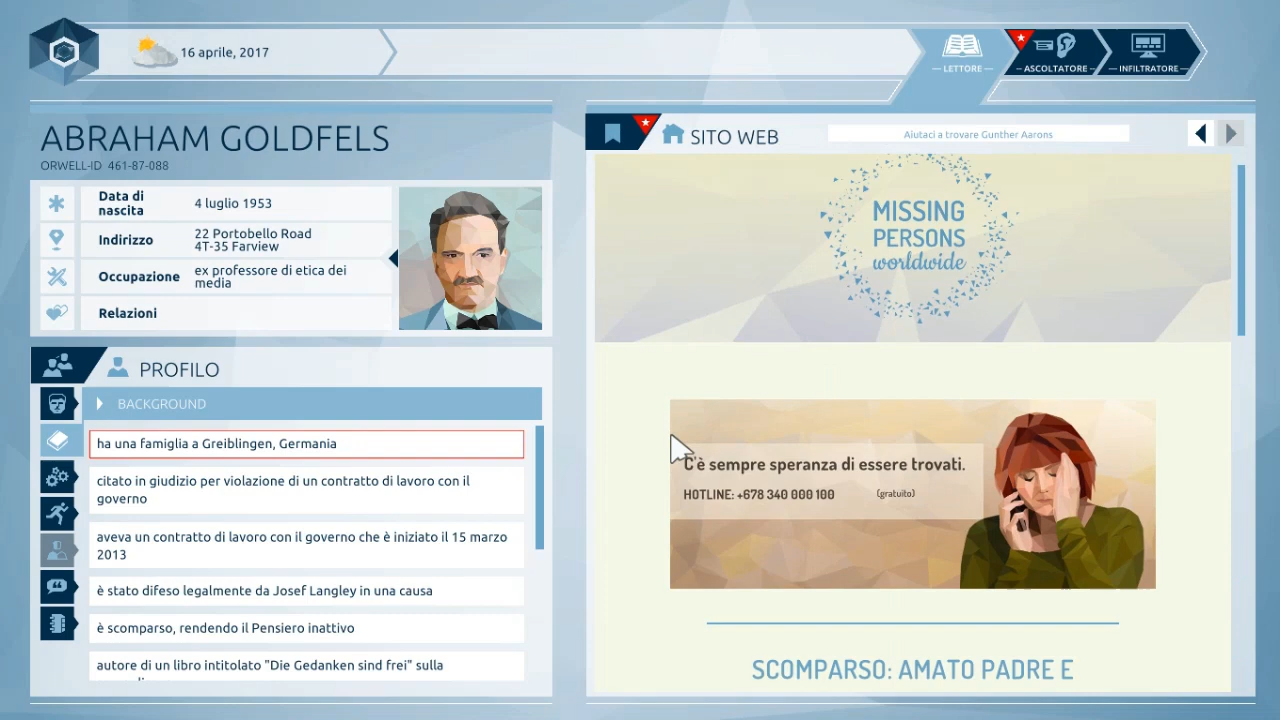 16 aprile, 2017
— LETTORE —
— ASCOLTATORE —
— INFILTRATORE —
ABRAHAM GOLDFELS
ORWELL-ID 461-87-088
Data di nascita
4 luglio 1953
Indirizzo
22 Portobello Road
4T-35 Farview
Occupazione
ex professore di etica dei
media
Relazioni
PROFILO
BACKGROUND
ha una famiglia a Greiblingen, Germania
citato in giudizio per violazione di un contratto di lavoro con il
governo
aveva un contratto di lavoro con il governo che è iniziato il 15 marzo
2013
è stato difeso legalmente da Josef Langley in una causa
è scomparso, rendendo il Pensiero inattivo
autore di un libro intitolato "Die Gedanken sind frei" sulla
SITO WEB
Aiutaci a trovare Gunther Aarons
MISSING
PERSONS
worldwide
C'è sempre speranza di essere trovati.
HOTLINE: +678 340 000 100 (gratuito)
SCOMPARSO: AMATO PADRE E